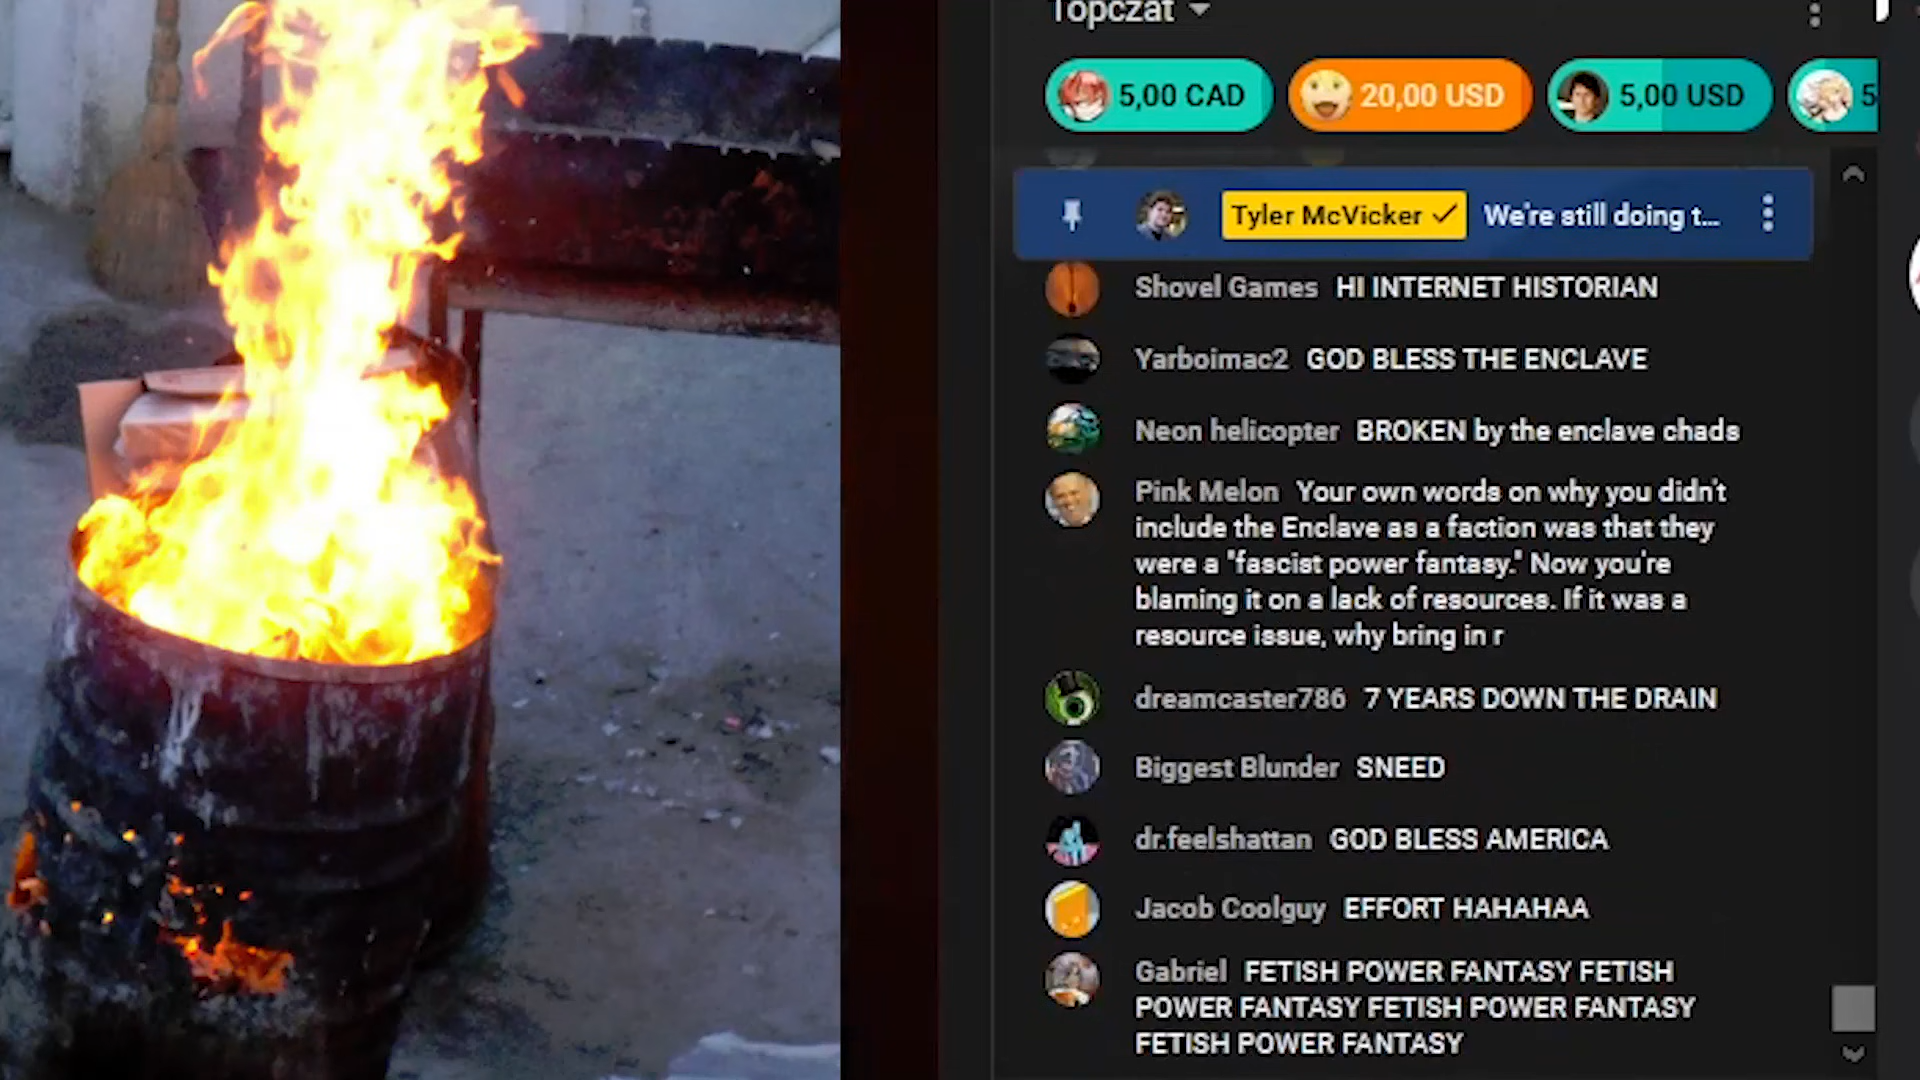 Topczat
5,00 CAD 20,00 USD 5,00 USD 5
Tyler McVicker We're still doing t...
Shovel Games HI INTERNET HISTORIAN
Yarboimac2 GOD BLESS THE ENCLAVE
Neon helicopter BROKEN by the enclave chads
Pink Melon Your own words on why you didn't
include the Enclave as a faction was that they
were a "fascist power fantasy." Now you're
blaming it on a lack of resources. If it was a
resource issue, why bring in r
dreamcaster786 7 YEARS DOWN THE DRAIN
Biggest Blunder SNEED
dr.feelshattan GOD BLESS AMERICA
Jacob Coolguy EFFORT HAHAHAA
Gabriel FETISH POWER FANTASY FETISH
POWER FANTASY FETISH POWER FANTASY
FETISH POWER FANTASY